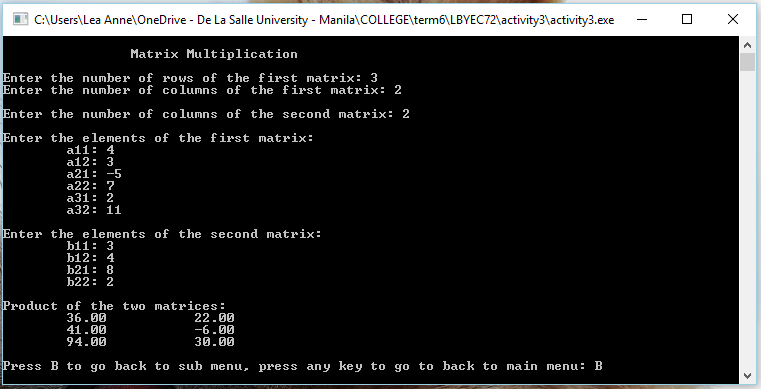 C:\Users\Lea Anne\OneDrive - De La Salle University - Manila\COLLEGE\term6\LBYEC72\activity3\activity3.exe
Matrix Multiplication
Enter the number of rows of the first matrix: 3
Enter the number of columns of the first matrix: 2
Enter the number of columns of the second matrix: 2
Enter the elements of the first matrix:
a11: 4
a12: 3
a21: -5
a22: 7
a31: 2
a32: 11
Enter the elements of the second matrix:
b11: 3
b12: 4
b21: 8
b22: 2
Product of the two matrices:
36.00 22.00
41.00 -6.00
94.00 30.00
Press B to go back to sub menu, press any key to go to back to main menu: B